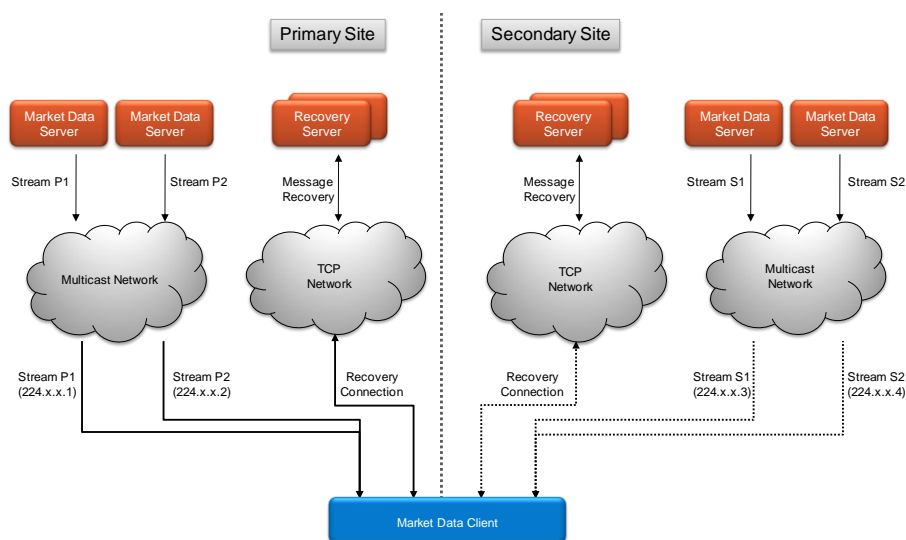 Primary Site
Secondary Site
Market Data
Server
Market Data
Server
Recovery
Server
Recovery
Server
Market Data
Server
Market Data
Server
Stream P1
Stream P2
Message
Recovery
Message
Recovery
Stream S1
Stream S2
Multicast Network
TCP
Network
TCP
Network
Multicast
Network
Stream P1
(224.x.x.1)
Stream P2
(224.x.x.2)
Recovery
Connection
Recovery
Connection
Stream S1
(224.x.x.3)
Stream S2
(224.x.x.4)
Market Data Client